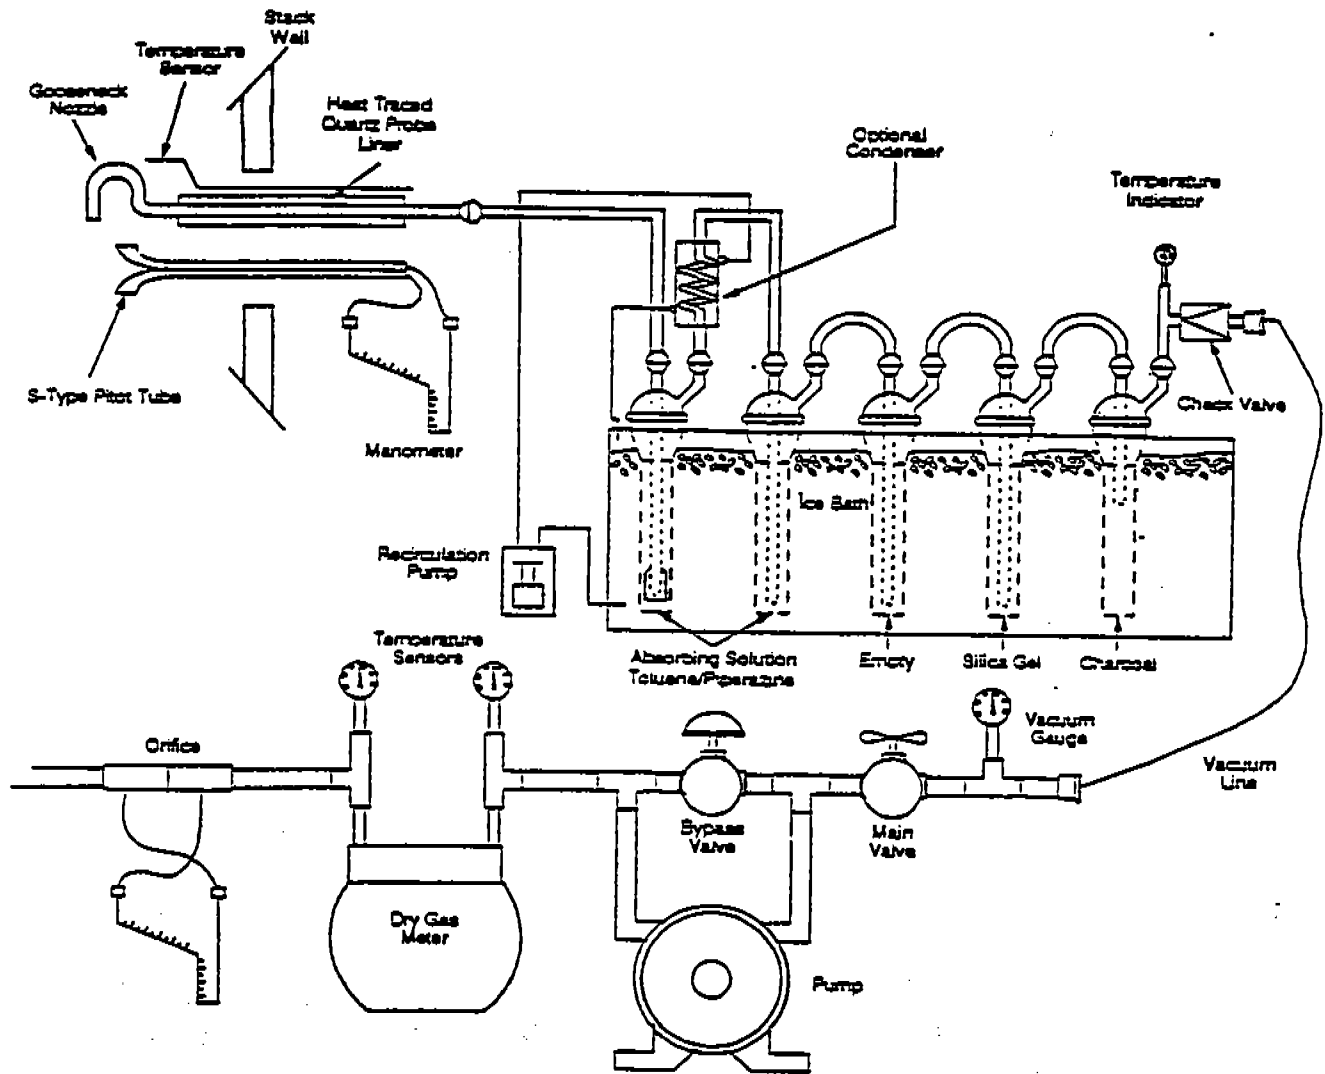 Stack
Wall
Temperature
Sensor
Gooseneck
Nozzle
Heat Traced
Quartz Probe
Liner
Optional
Condenser
Temperature
Indicator
S-Type Pitot Tube
Manometer
Check Valve
Ice Bath
Recirculation
Pump
Temperature
Sensors
Absorbing Solution
Toluene/Piperazine
Empty
Silica Gel
Charcoal
Orifice
Vacuum
Gauge
Vacuum
Line
Bypass
Valve
Main
Valve
Dry Gas
Meter
Pump